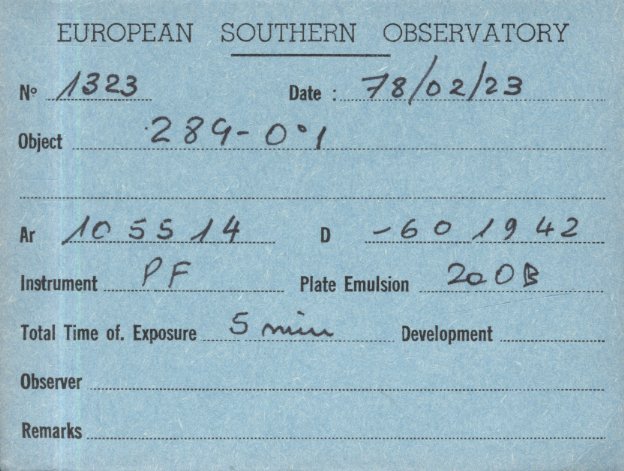 EUROPEAN SOUTHERN OBSERVATORY
Nº 1323 Date : 78/02/23
Object 289-0°1
Ar 10 55 14 D -60 19 42
Instrument PF Plate Emulsion 200B
Total Time of. Exposure 5 min Development
Observer
Remarks